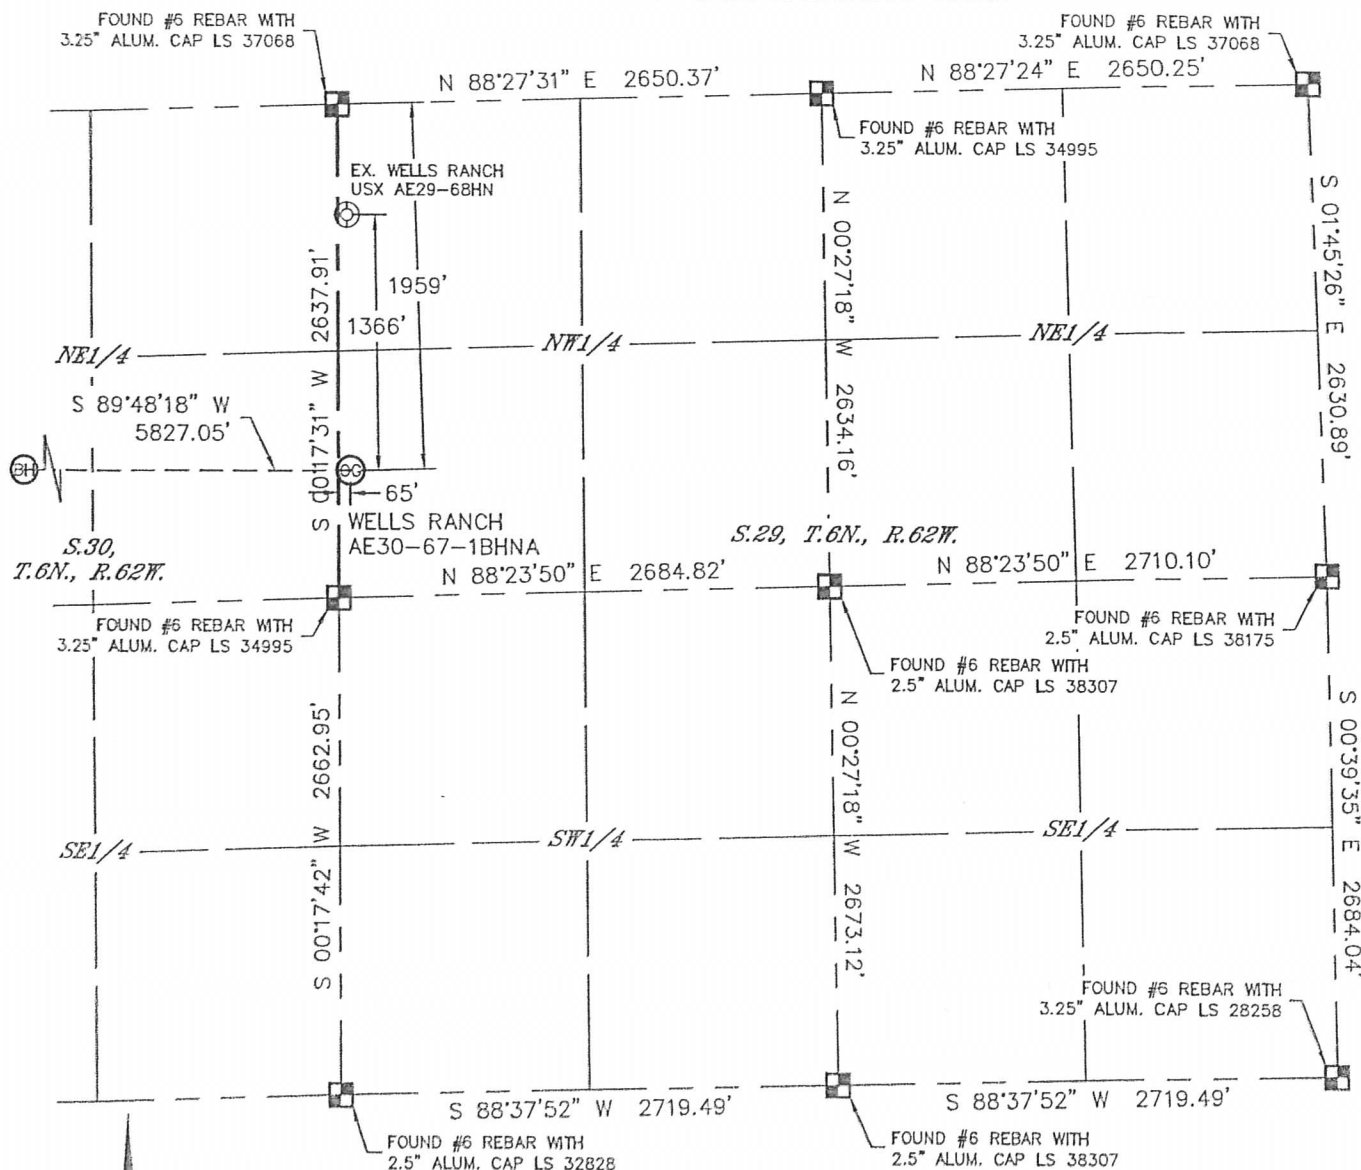 FOUND #6 REBAR WITH
3.25" ALUM. CAP LS 37068
FOUND #6 REBAR WITH
3.25" ALUM. CAP LS 37068
N 88°27'31" E 2650.37'
N 88°27'24" E 2650.25'
FOUND #6 REBAR WITH
3.25" ALUM. CAP LS 34995
EX. WELLS RANCH
USX AE29-68HN
S 00°17'31" W 2637.91'
1959'
1366'
N 00°27'18" W 2634.16'
S 01°45'26" E 2630.89'
NE1/4
NW1/4
NE1/4
S 89°48'18" W
5827.05'
BH
OG
65'
WELLS RANCH
AE30-67-1BHNA
S.30,
T.6N., R.62W.
S.29, T.6N., R.62W.
N 88°23'50" E 2684.82'
N 88°23'50" E 2710.10'
FOUND #6 REBAR WITH
3.25" ALUM. CAP LS 34995
FOUND #6 REBAR WITH
2.5" ALUM. CAP LS 38175
FOUND #6 REBAR WITH
2.5" ALUM. CAP LS 38307
S 00°17'42" W 2662.95'
N 00°27'18" W 2673.12'
S 00°39'35" E 2684.04'
SE1/4
SW1/4
SE1/4
FOUND #6 REBAR WITH
3.25" ALUM. CAP LS 28258
S 88°37'52" W 2719.49'
S 88°37'52" W 2719.49'
FOUND #6 REBAR WITH
2.5" ALUM. CAP LS 32828
FOUND #6 REBAR WITH
2.5" ALUM. CAP LS 38307